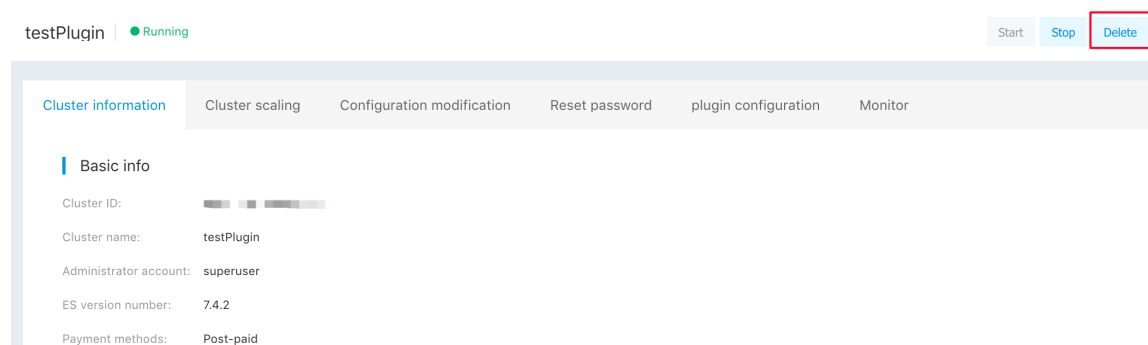 testPlugin Running Start Stop Delete
Cluster information Cluster scaling Configuration modification Reset password plugin configuration Monitor
Basic info
Cluster ID:
Cluster name: testPlugin
Administrator account: superuser
ES version number: 7.4.2
Payment methods: Post-paid